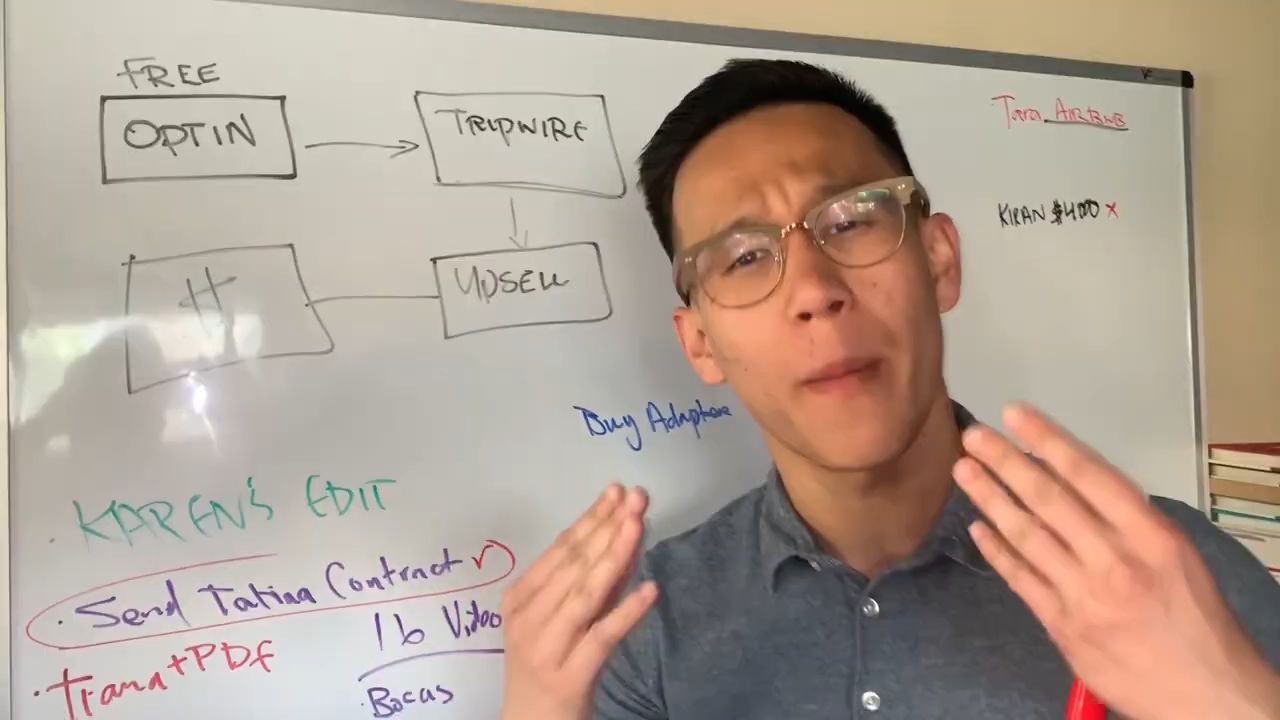 FREE
OPTIN
TRIPWIRE
UPSELL
H
Tara AIRBNB
KIRAN $400 x
Buy Adapter
KAREN'S EDIT
· Send Tatina Contract ✓
· Tiana + PDF
16 Video
· Bocas